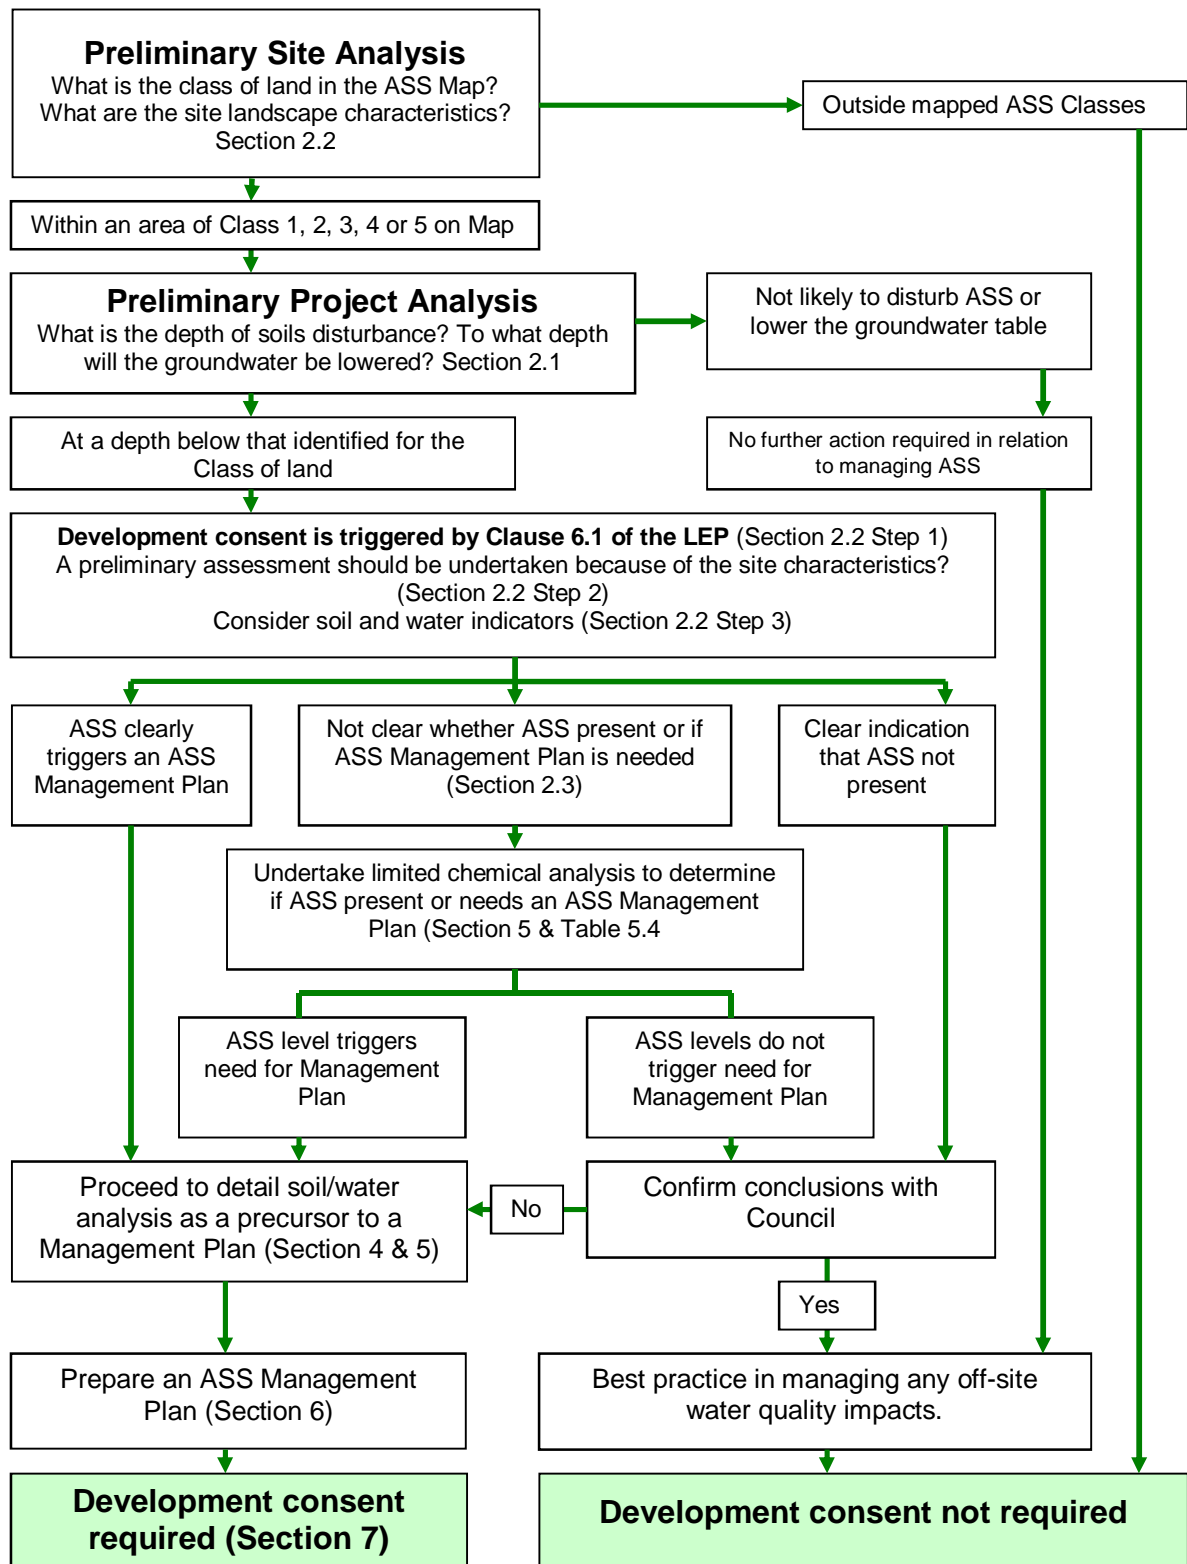 Preliminary Site Analysis
What is the class of land in the ASS Map?
What are the site landscape characteristics?
Section 2.2
Outside mapped ASS Classes
Within an area of Class 1, 2, 3, 4 or 5 on Map
Preliminary Project Analysis
What is the depth of soils disturbance? To what depth
will the groundwater be lowered? Section 2.1
Not likely to disturb ASS or
lower the groundwater table
At a depth below that identified for the
Class of land
No further action required in relation
to managing ASS
Development consent is triggered by Clause 6.1 of the LEP (Section 2.2 Step 1)
A preliminary assessment should be undertaken because of the site characteristics?
(Section 2.2 Step 2)
Consider soil and water indicators (Section 2.2 Step 3)
ASS clearly
triggers an ASS
Management Plan
Not clear whether ASS present or if
ASS Management Plan is needed
(Section 2.3)
Clear indication
that ASS not
present
Undertake limited chemical analysis to determine
if ASS present or needs an ASS Management
Plan (Section 5 & Table 5.4
ASS level triggers
need for Management
Plan
ASS levels do not
trigger need for
Management Plan
Proceed to detail soil/water
analysis as a precursor to a
Management Plan (Section 4 & 5)
No
Confirm conclusions with
Council
Yes
Prepare an ASS Management
Plan (Section 6)
Best practice in managing any off-site
water quality impacts.
Development consent
required (Section 7)
Development consent not required